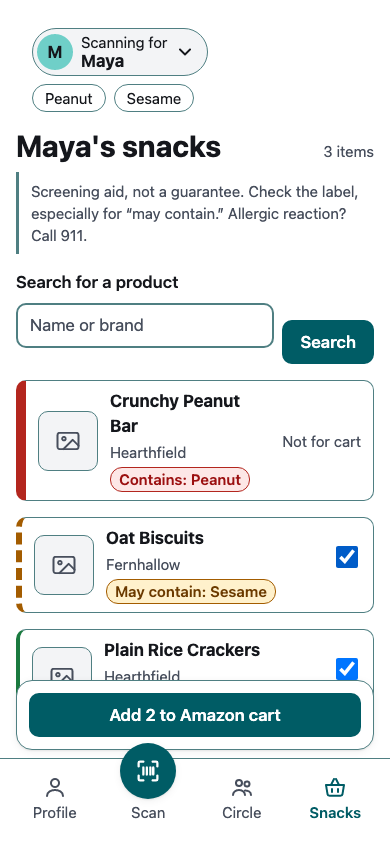 M
Scanning for
Maya
Peanut
Sesame
Maya's snacks
3 items
Screening aid, not a guarantee. Check the label,
especially for “may contain.” Allergic reaction?
Call 911.
Search for a product
Name or brand
Search
Crunchy Peanut
Bar
Hearthfield
Contains: Peanut
Not for cart
Oat Biscuits
Fernhallow
May contain: Sesame
Plain Rice Crackers
Hearthfield
Add 2 to Amazon cart
Profile
Scan
Circle
Snacks